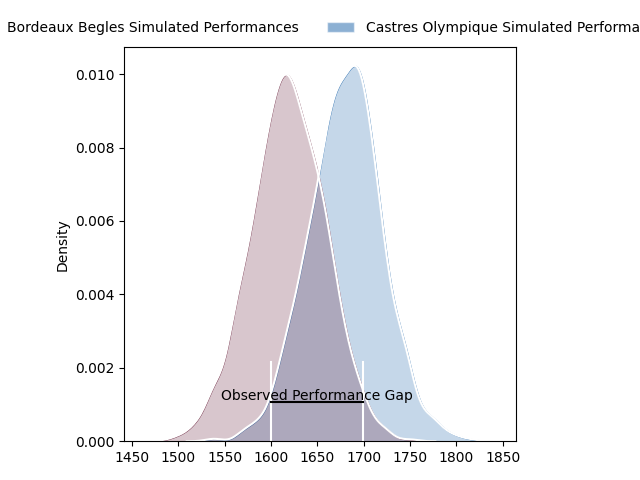 Bordeaux Begles Simulated Performances
Castres Olympique Simulated Performa
0.010
0.008
0.006
0.004
0.002
0.000
Density
Observed Performance Gap
1450 1500 1550 1600 1650 1700 1750 1800 1850